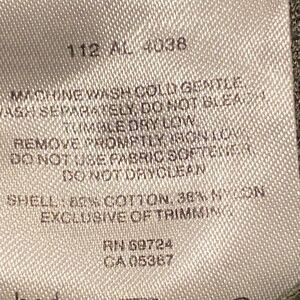 112 AL 4038
MACHINE WASH COLD GENTLE
WASH SEPARATELY DO NOT BLEACH
TUMBLE DRY LOW
REMOVE PROMPTLY IRON LOW
DO NOT USE FABRIC SOFTENER
DO NOT DRYCLEAN
SHELL: 62% COTTON, 38% NYLON
EXCLUSIVE OF TRIMMING
RN 69724
CA 05367